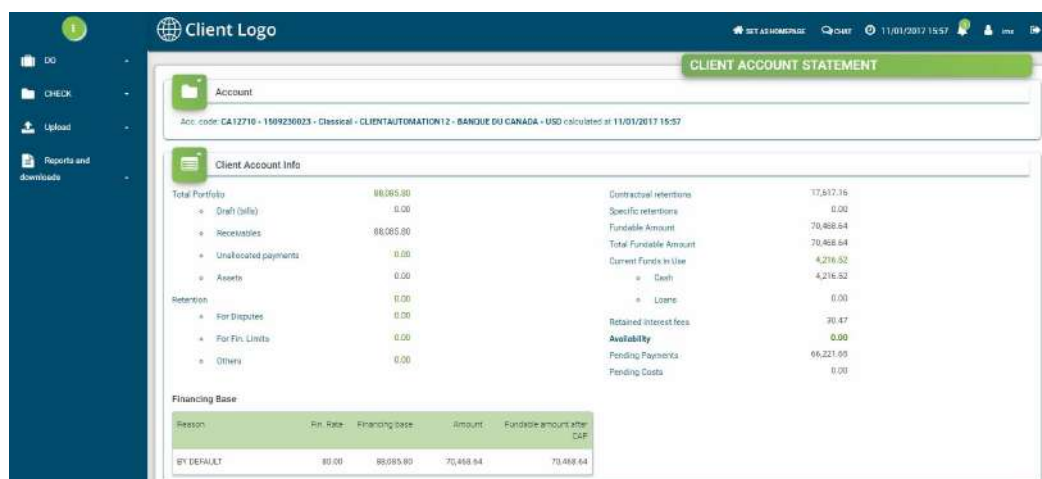 Client Logo
SET AS HOMEPAGE CHAT 11/01/2017 15:57 imx
DO
CHECK
Upload
Reports and
downloads
CLIENT ACCOUNT STATEMENT
Account
Acc. code: CA12710 - 1509230023 - Classical - CLIENTAUTOMATION12 - BANQUE DU CANADA - USD calculated at 11/01/2017 15:57
Client Account Info
Total Portfolio 88,085.80
Draft (bills) 0.00
Receivables 88,085.80
Unallocated payments 0.00
Assets 0.00
Retention 0.00
For Disputes 0.00
For Fin. Limits 0.00
Others 0.00
Contractual retentions 17,617.16
Specific retentions 0.00
Fundable Amount 70,468.64
Total Fundable Amount 70,468.64
Current Funds in Use 4,216.52
Cash 4,216.52
Loans 0.00
Retained interest fees 30.47
Availability 0.00
Pending Payments 66,221.65
Pending Costs 0.00
Financing Base
Reason Fin. Rate Financing base Amount Fundable amount after
CAP
BY DEFAULT 80.00 88,085.80 70,468.64 70,468.64